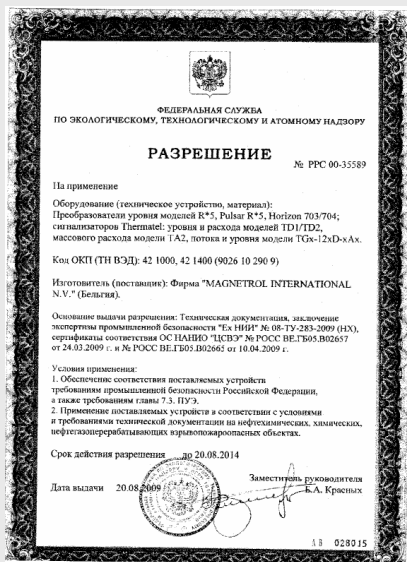 ФЕДЕРАЛЬНАЯ СЛУЖБА
ПО ЭКОЛОГИЧЕСКОМУ, ТЕХНОЛОГИЧЕСКОМУ И АТОМНОМУ НАДЗОРУ
РАЗРЕШЕНИЕ
№ РРС 00-35589
На применение
Оборудование (техническое устройство, материал):
Преобразователи уровня моделей R*5, Pulsar R*5, Horizon 703/704;
сигнализаторов Thermatel: уровня и расхода моделей TD1/TD2,
массового расхода модели TA2, потока и уровня модели TGx-12xD-xAx.
Код ОКП (ТН ВЭД): 42 1000, 42 1400 (9026 10 290 9)
Изготовитель (поставщик): Фирма "MAGNETROL INTERNATIONAL
N.V." (Бельгия).
Основание выдачи разрешения: Техническая документация, заключение
экспертизы промышленной безопасности "Ех НИИ" № 08-ТУ-283-2009 (НХ),
сертификаты соответствия ОС НАНИО "ЦСВЭ" № РОСС ВЕ.ГБ05.В02657
от 24.03.2009 г. и № РОСС ВЕ.ГБ05.В02665 от 10.04.2009 г.
Условия применения:
1. Обеспечение соответствия поставляемых устройств
требованиям промышленной безопасности Российской Федерации,
а также требованиям главы 7.3. ПУЭ.
2. Применение поставляемых устройств в соответствии с условиями
и требованиями технической документации на нефтехимических, химических,
нефтегазоперерабатывающих взрывопожароопасных объектах.
Срок действия разрешения до 20.08.2014
Заместитель руководителя
Дата выдачи 20.08.2009
Б.А. Красных
АВ 028015